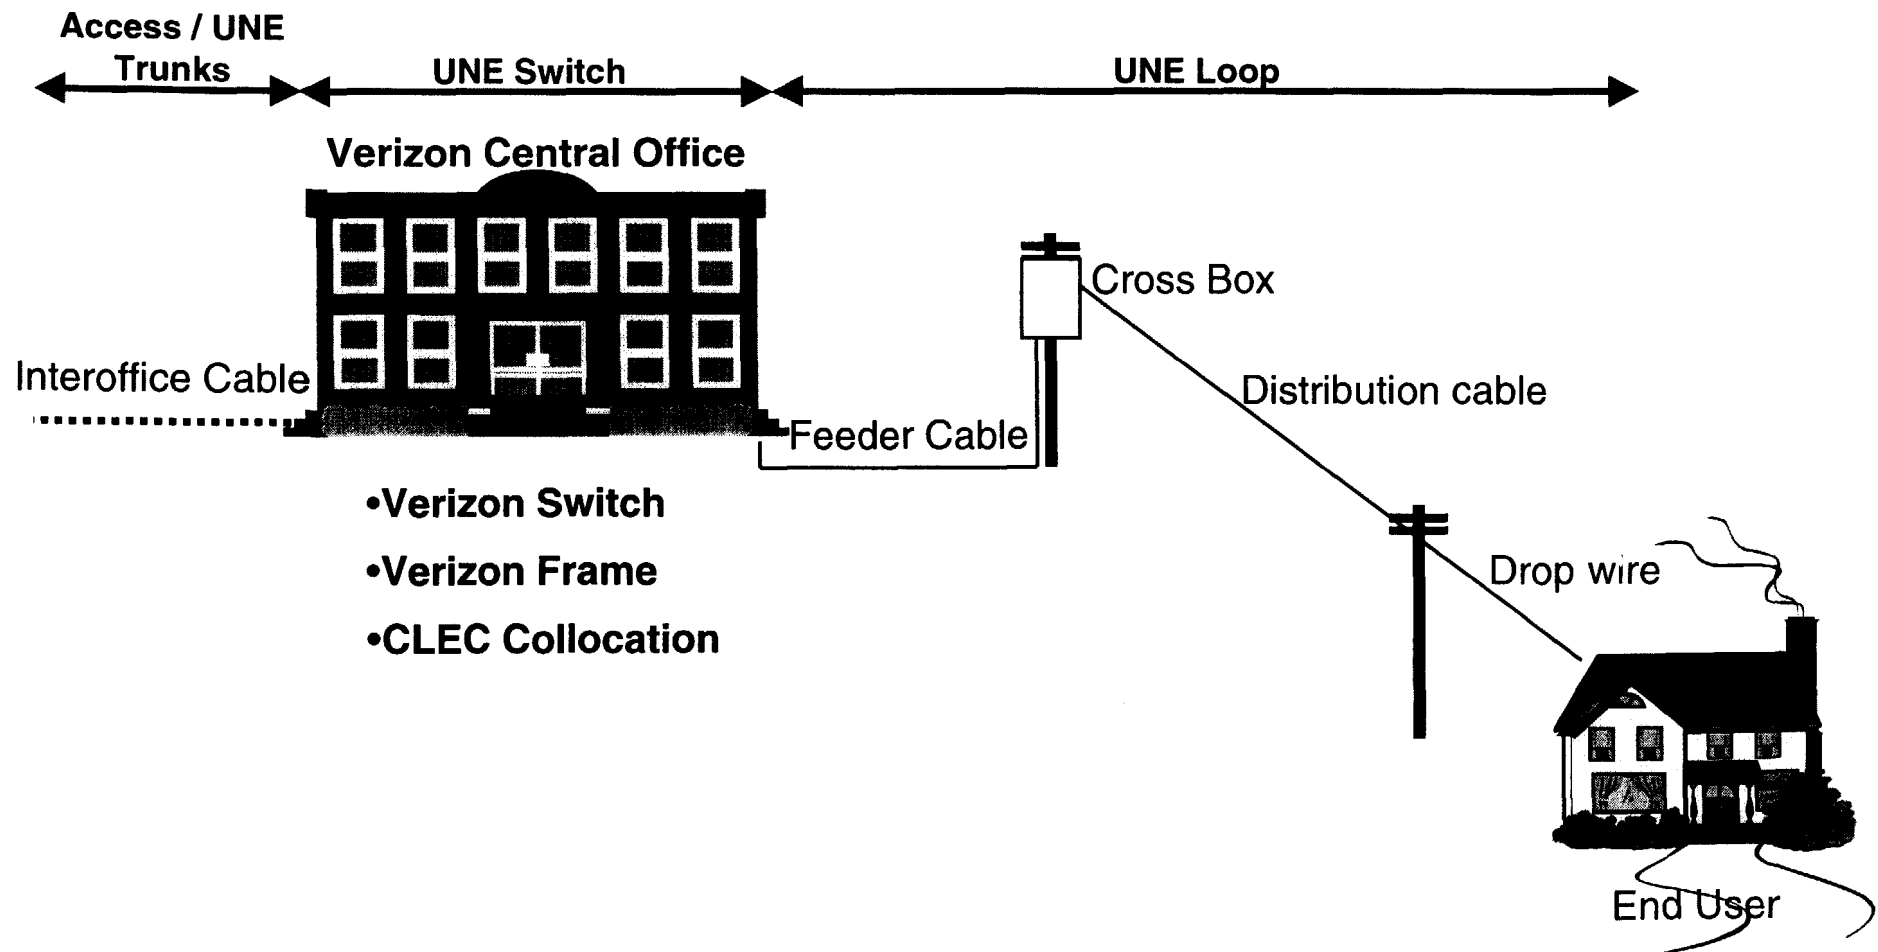 Access / UNE
Trunks
UNE Switch
UNE Loop
Verizon Central Office
Cross Box
Interoffice Cable
Distribution cable
Feeder Cable
•Verizon Switch
•Verizon Frame
•CLEC Collocation
Drop wire
End User